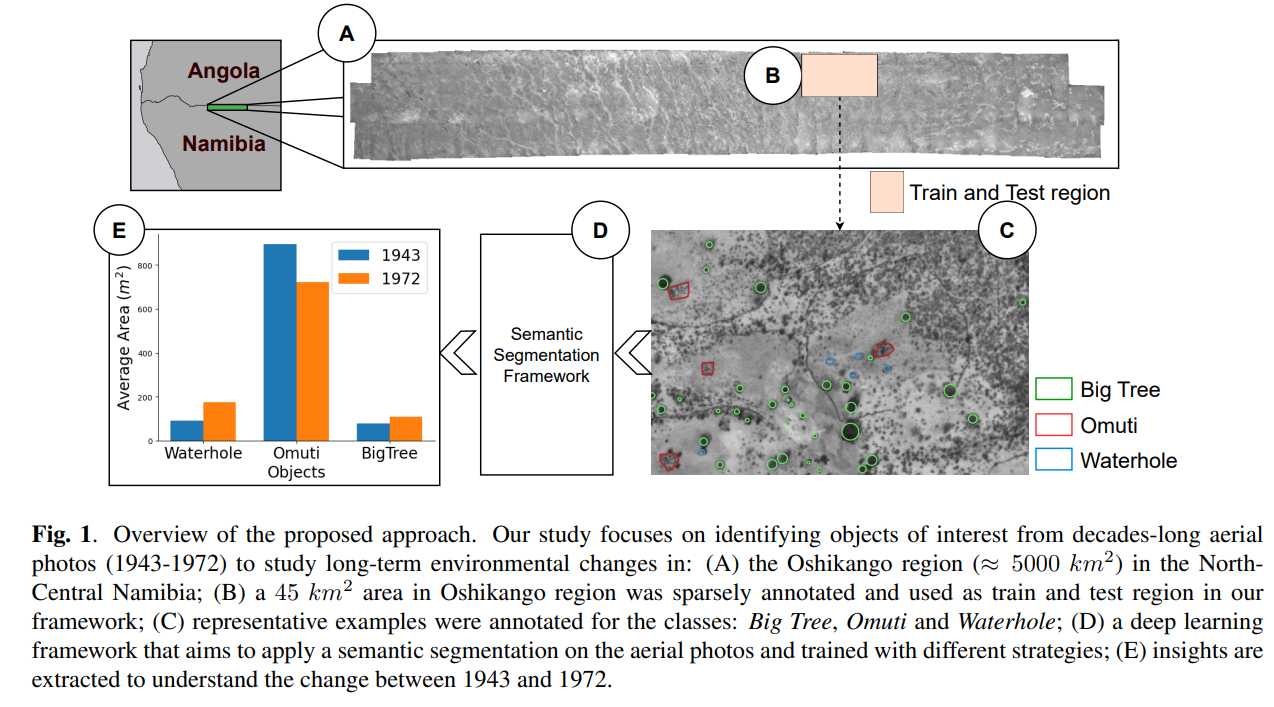 A
Angola
Namibia
B
Train and Test region
E
1943
1972
Average Area (m²)
800
600
400
200
0
Waterhole
Omuti
BigTree
Objects
D
Semantic
Segmentation
Framework
C
Big Tree
Omuti
Waterhole
Fig. 1. Overview of the proposed approach. Our study focuses on identifying objects of interest from decades-long aerial
photos (1943-1972) to study long-term environmental changes in: (A) the Oshikango region (≈ 5000 km²) in the North-
Central Namibia; (B) a 45 km² area in Oshikango region was sparsely annotated and used as train and test region in our
framework; (C) representative examples were annotated for the classes: Big Tree, Omuti and Waterhole; (D) a deep learning
framework that aims to apply a semantic segmentation on the aerial photos and trained with different strategies; (E) insights are
extracted to understand the change between 1943 and 1972.